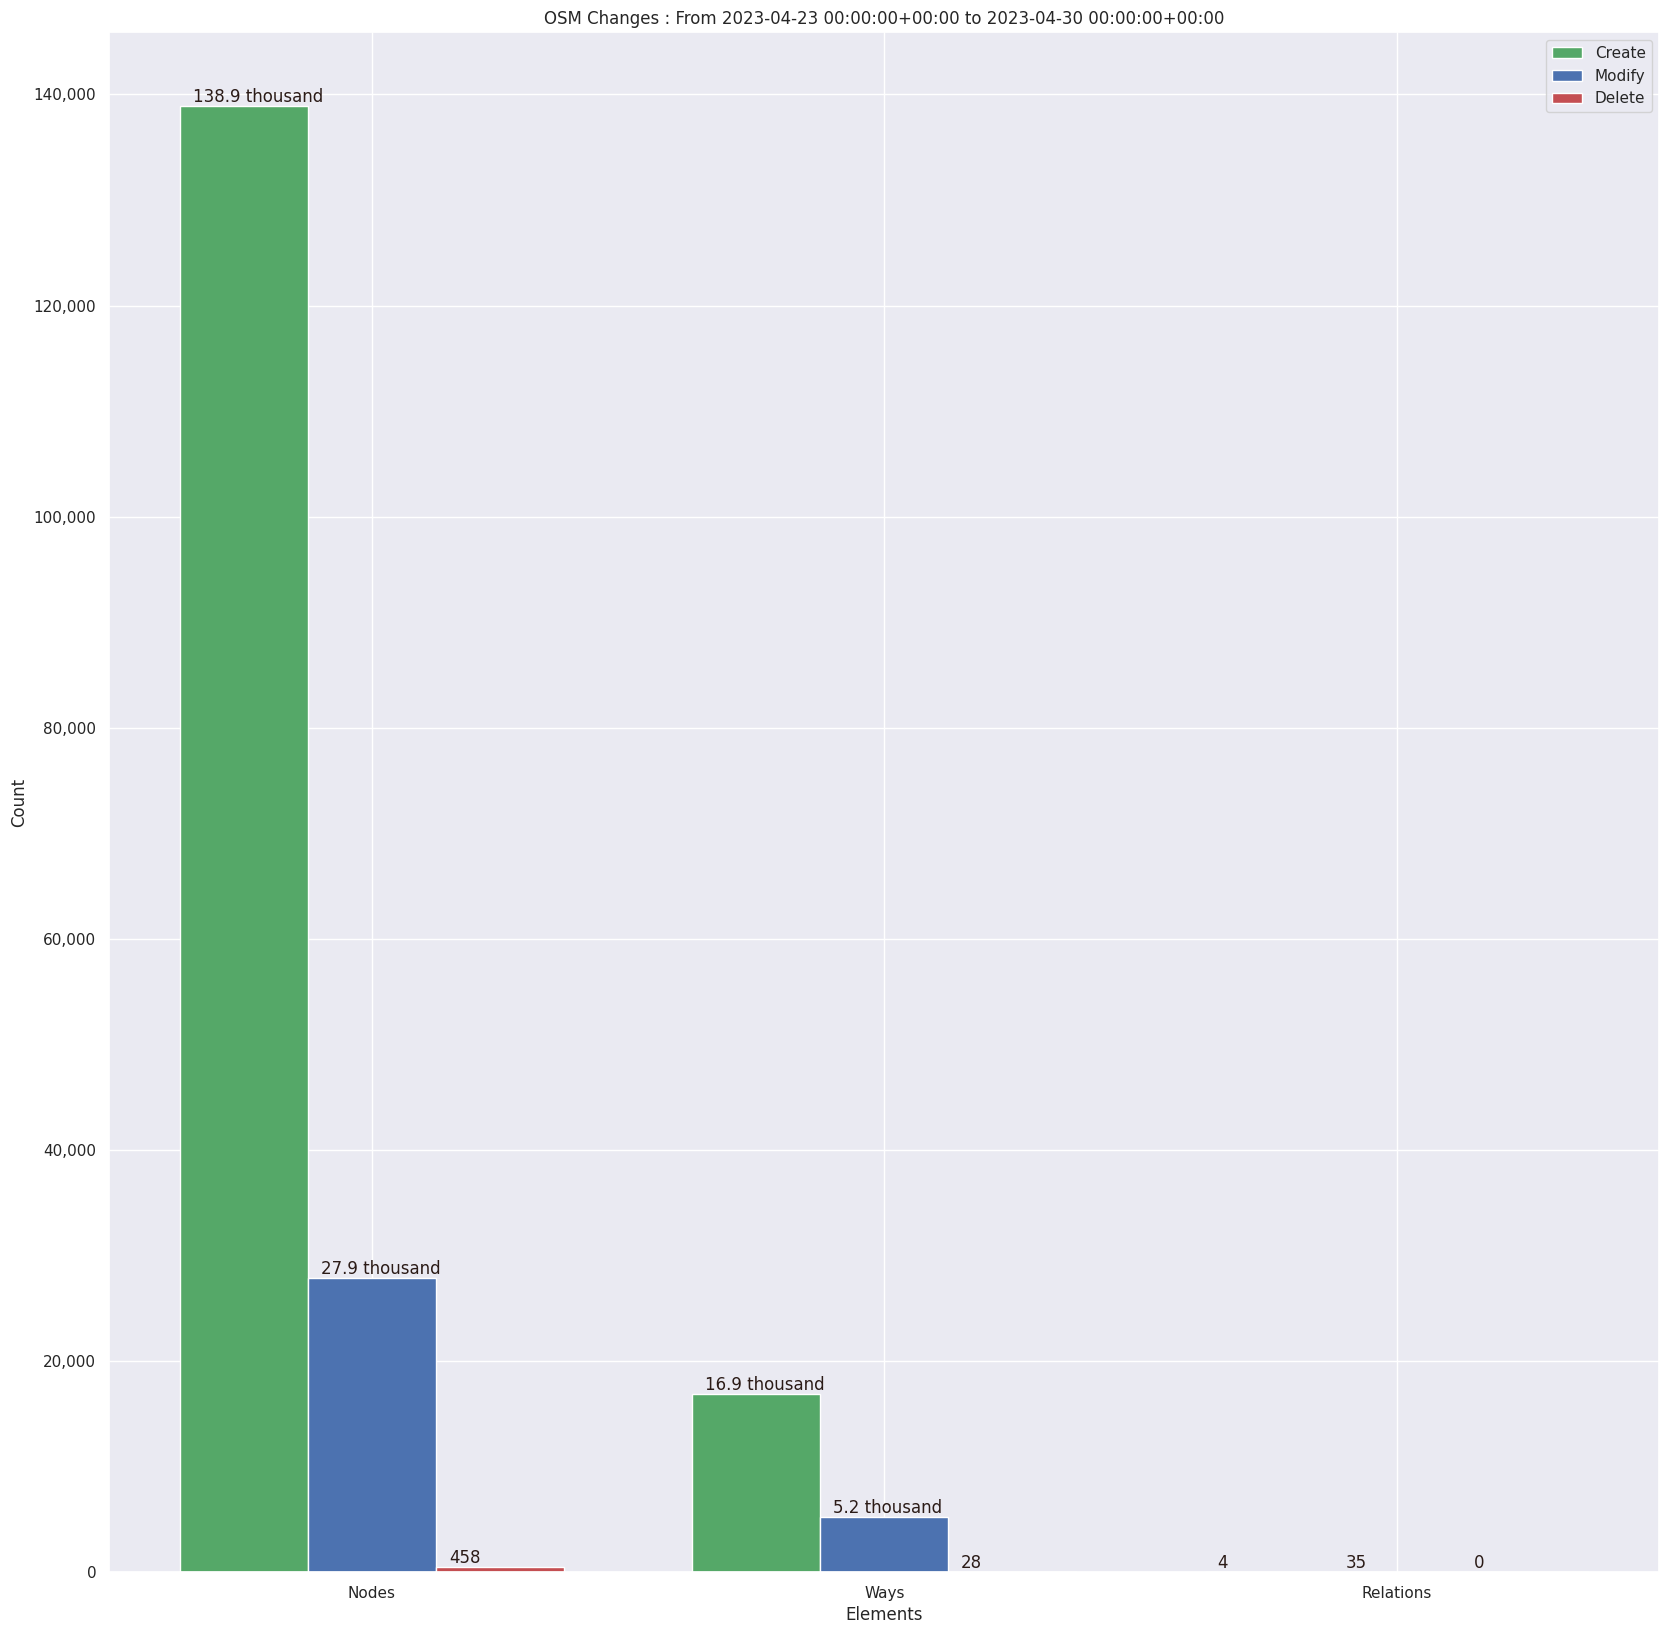 OSM Changes : From 2023-04-23 00:00:00+00:00 to 2023-04-30 00:00:00+00:00
Create
Modify
Delete
140,000
120,000
100,000
80,000
60,000
40,000
20,000
0
Count
138.9 thousand
27.9 thousand
458
16.9 thousand
5.2 thousand
28
4
35
0
Nodes
Ways
Relations
Elements